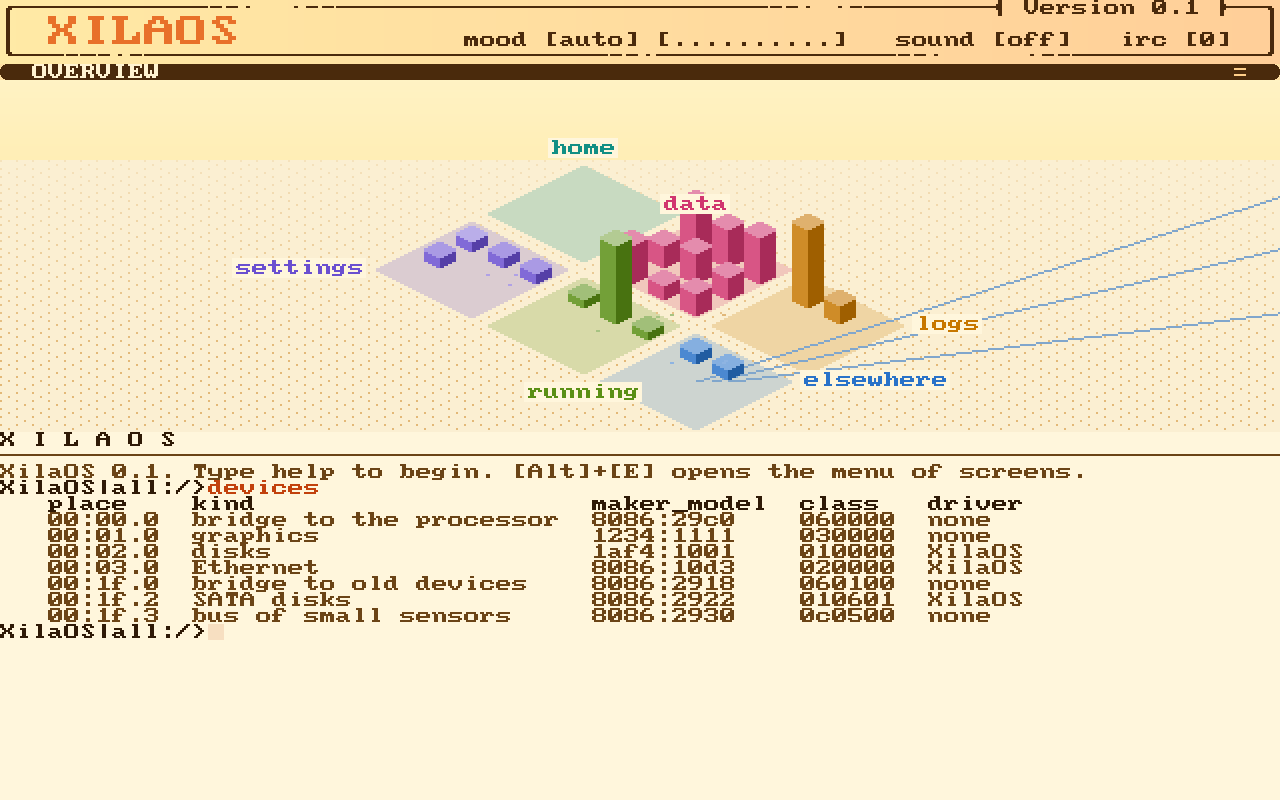 Version 0.1
XILAOS
mood [auto] [..........] sound [off] irc [0]
OVERVIEW =
home
data
settings
logs
elsewhere
running
X I L A O S
XilaOS 0.1. Type help to begin. [Alt]+[E] opens the menu of screens.
XilaOS|all:/>devices
place kind maker_model class driver
00:00.0 bridge to the processor 8086:29c0 060000 none
00:01.0 graphics 1234:1111 030000 none
00:02.0 disks 1af4:1001 010000 XilaOS
00:03.0 Ethernet 8086:10d3 020000 XilaOS
00:1f.0 bridge to old devices 8086:2918 060100 none
00:1f.2 SATA disks 8086:2922 010601 XilaOS
00:1f.3 bus of small sensors 8086:2930 0c0500 none
XilaOS|all:/>